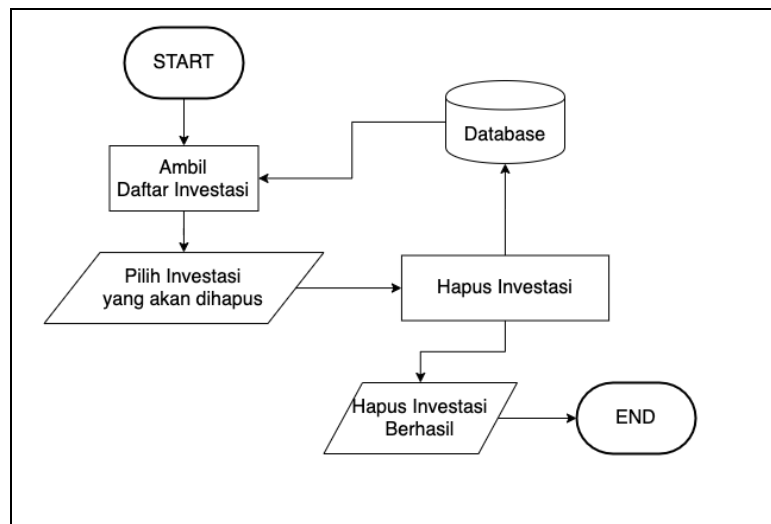 START
Database
Ambil
Daftar Investasi
Pilih Investasi
yang akan dihapus
Hapus Investasi
Hapus Investasi
Berhasil
END